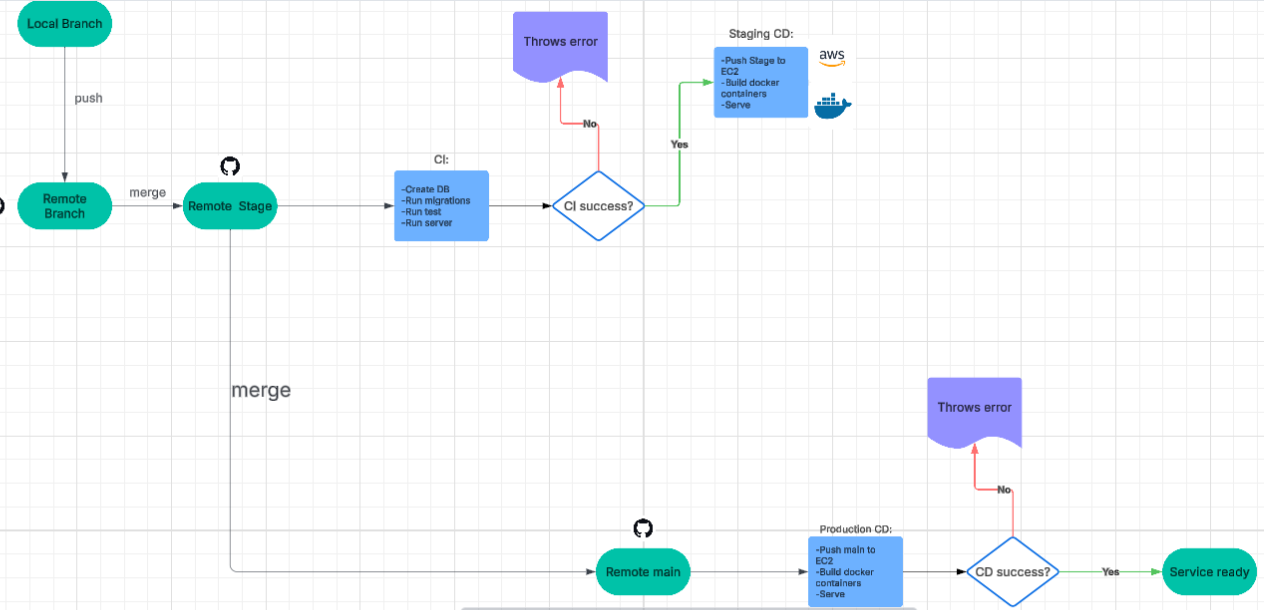 Local Branch
push
Remote
Branch
merge
Remote Stage
CI:
-Create DB
-Run migrations
-Run test
-Run server
CI success?
No
Throws error
Yes
Staging CD:
-Push Stage to
EC2
-Build docker
containers
-Serve
aws
merge
Remote main
Production CD:
-Push main to
EC2
-Build docker
containers
-Serve
CD success?
No
Throws error
Yes
Service ready